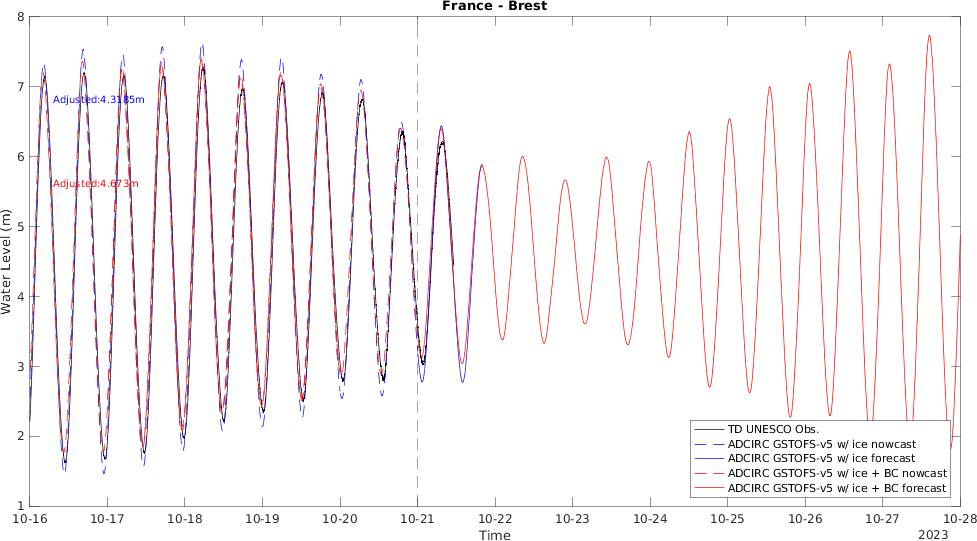 France - Brest
8
7
6
5
4
3
2
1
Water Level (m)
Adjusted:4.3185m
Adjusted:4.673m
TD UNESCO Obs.
ADCIRC GSTOFS-v5 w/ ice nowcast
ADCIRC GSTOFS-v5 w/ ice forecast
ADCIRC GSTOFS-v5 w/ ice + BC nowcast
ADCIRC GSTOFS-v5 w/ ice + BC forecast
10-16 10-17 10-18 10-19 10-20 10-21 10-22 10-23 10-24 10-25 10-26 10-27 10-28
Time
2023